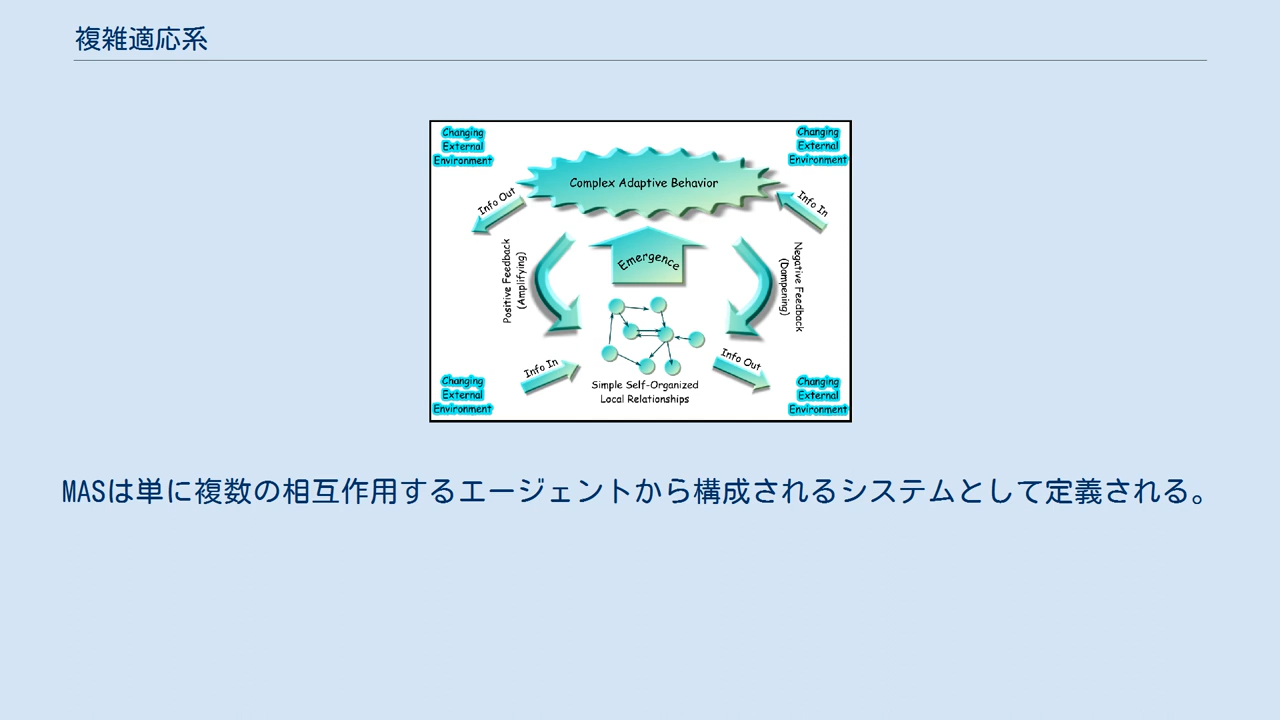 複雑適応系
Changing
External
Environment
Changing
External
Environment
Complex Adaptive Behavior
Info Out
Info In
Emergence
Positive Feedback
(Amplifying)
Negative Feedback
(Dampening)
Info In
Info Out
Simple Self-Organized
Local Relationships
Changing
External
Environment
Changing
External
Environment
MASは単に複数の相互作用するエージェントから構成されるシステムとして定義される。